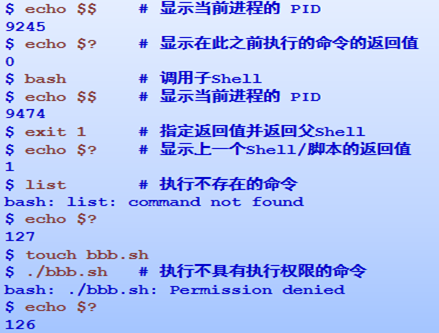 $ echo $$ # 显示当前进程的 PID
9245
$ echo $? # 显示在此之前执行的命令的返回值
0
$ bash # 调用子Shell
$ echo $$ # 显示当前进程的 PID
9474
$ exit 1 # 指定返回值并返回父Shell
$ echo $? # 显示上一个Shell/脚本的返回值
1
$ list # 执行不存在的命令
bash: list: command not found
$ echo $?
127
$ touch bbb.sh
$ ./bbb.sh # 执行不具有执行权限的命令
bash: ./bbb.sh: Permission denied
$ echo $?
126